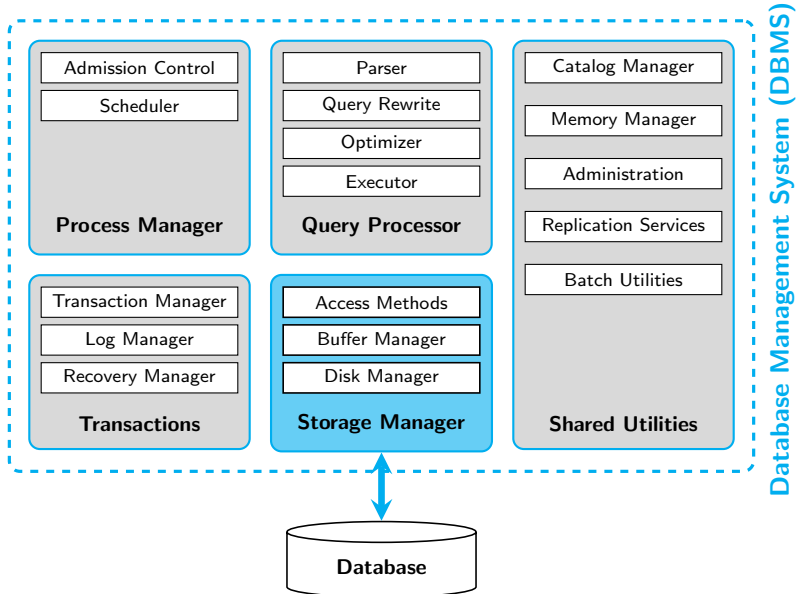 Admission Control
Scheduler
Process Manager
Parser
Query Rewrite
Optimizer
Executor
Query Processor
Catalog Manager
Memory Manager
Administration
Replication Services
Batch Utilities
Shared Utilities
Transaction Manager
Log Manager
Recovery Manager
Transactions
Access Methods
Buffer Manager
Disk Manager
Storage Manager
Database
Database Management System (DBMS)